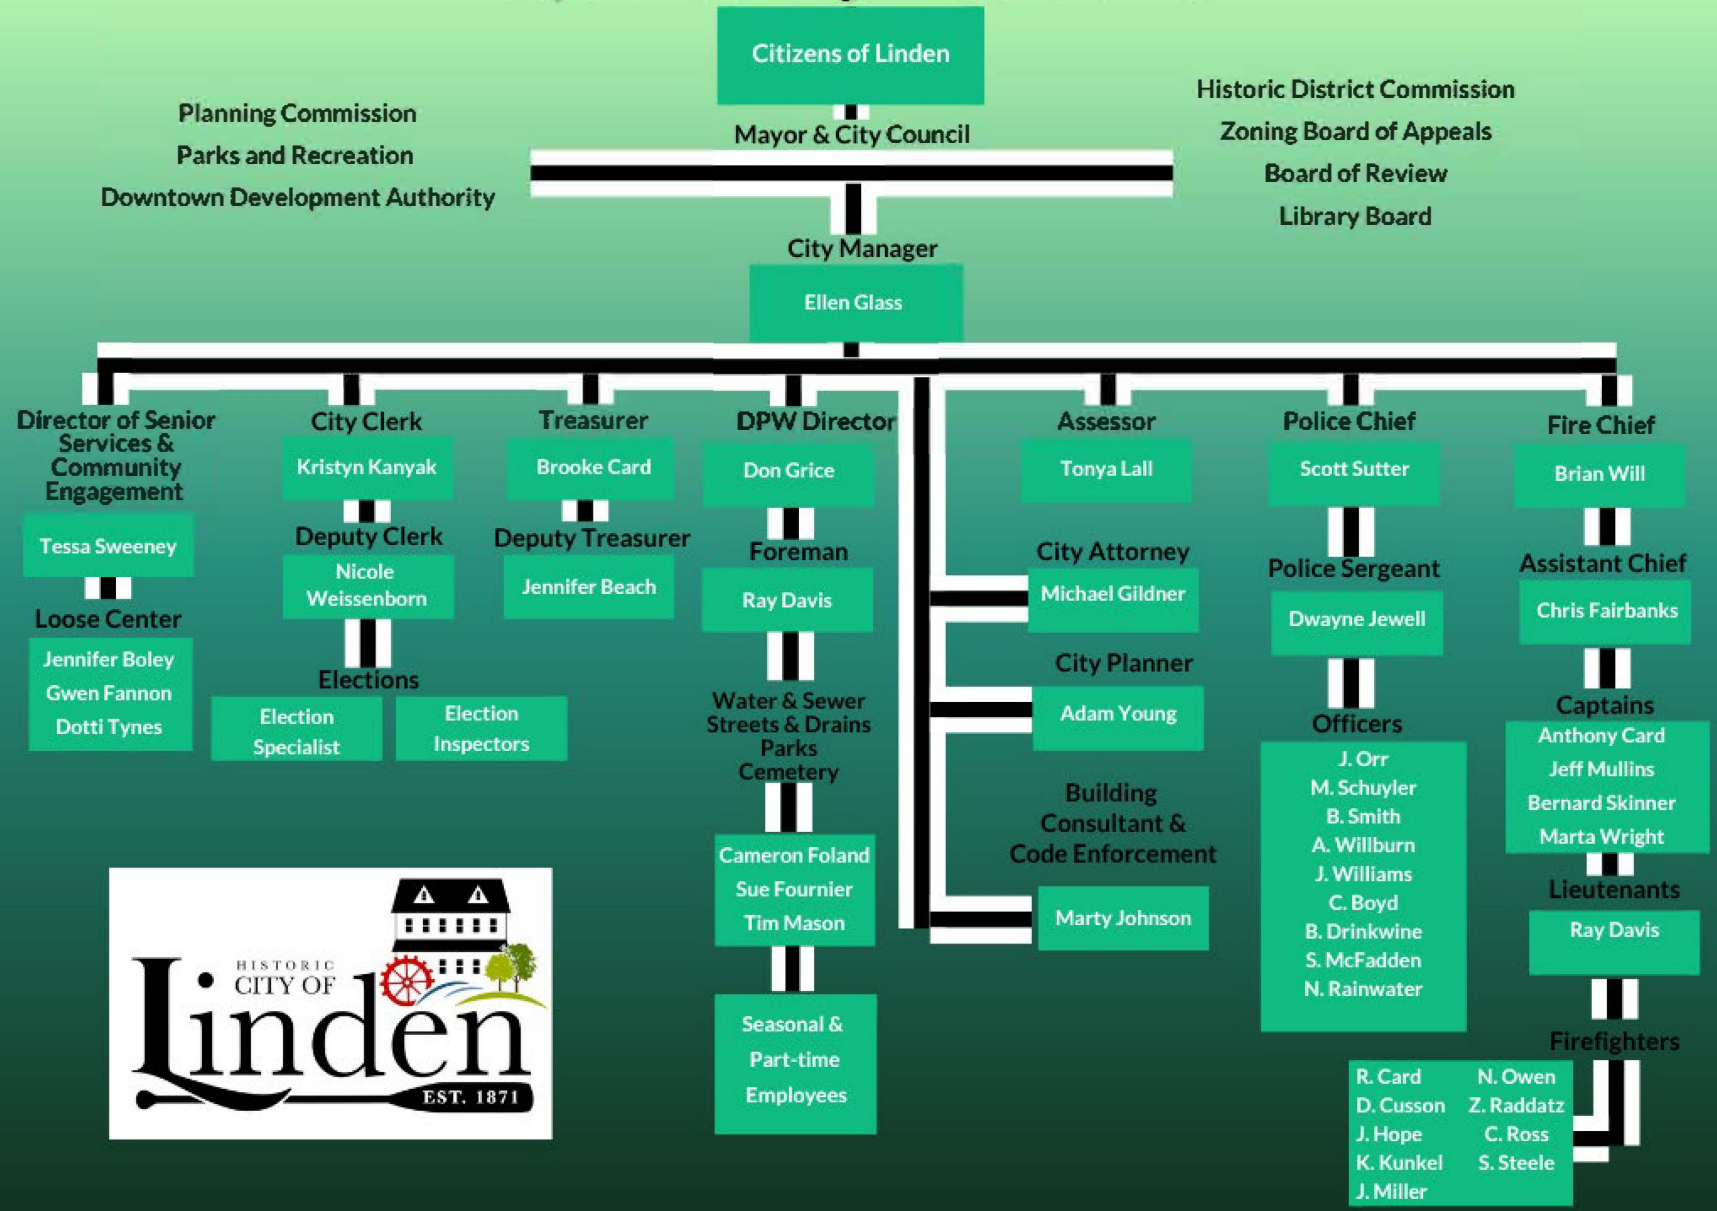 Citizens of Linden
Mayor & City Council
Planning Commission
Parks and Recreation
Downtown Development Authority
Historic District Commission
Zoning Board of Appeals
Board of Review
Library Board
City Manager
Ellen Glass
Director of Senior
Services &
Community
Engagement
Tessa Sweeney
Loose Center
Jennifer Boley
Gwen Fannon
Dotti Tynes
City Clerk
Kristyn Kanyak
Deputy Clerk
Nicole
Weissenborn
Elections
Election
Specialist
Election
Inspectors
Treasurer
Brooke Card
Deputy Treasurer
Jennifer Beach
DPW Director
Don Grice
Foreman
Ray Davis
Water & Sewer
Streets & Drains
Parks
Cemetery
Cameron Foland
Sue Fournier
Tim Mason
Seasonal &
Part-time
Employees
Assessor
Tonya Lall
City Attorney
Michael Gildner
City Planner
Adam Young
Building
Consultant &
Code Enforcement
Marty Johnson
Police Chief
Scott Sutter
Police Sergeant
Dwayne Jewell
Officers
J. Orr
M. Schuyler
B. Smith
A. Willburn
J. Williams
C. Boyd
B. Drinkwine
S. McFadden
N. Rainwater
Fire Chief
Brian Will
Assistant Chief
Chris Fairbanks
Captains
Anthony Card
Jeff Mullins
Bernard Skinner
Marta Wright
Lieutenants
Ray Davis
Firefighters
R. Card N. Owen
D. Cusson Z. Raddatz
J. Hope C. Ross
K. Kunkel S. Steele
J. Miller
HISTORIC
CITY OF
Linden
EST. 1871